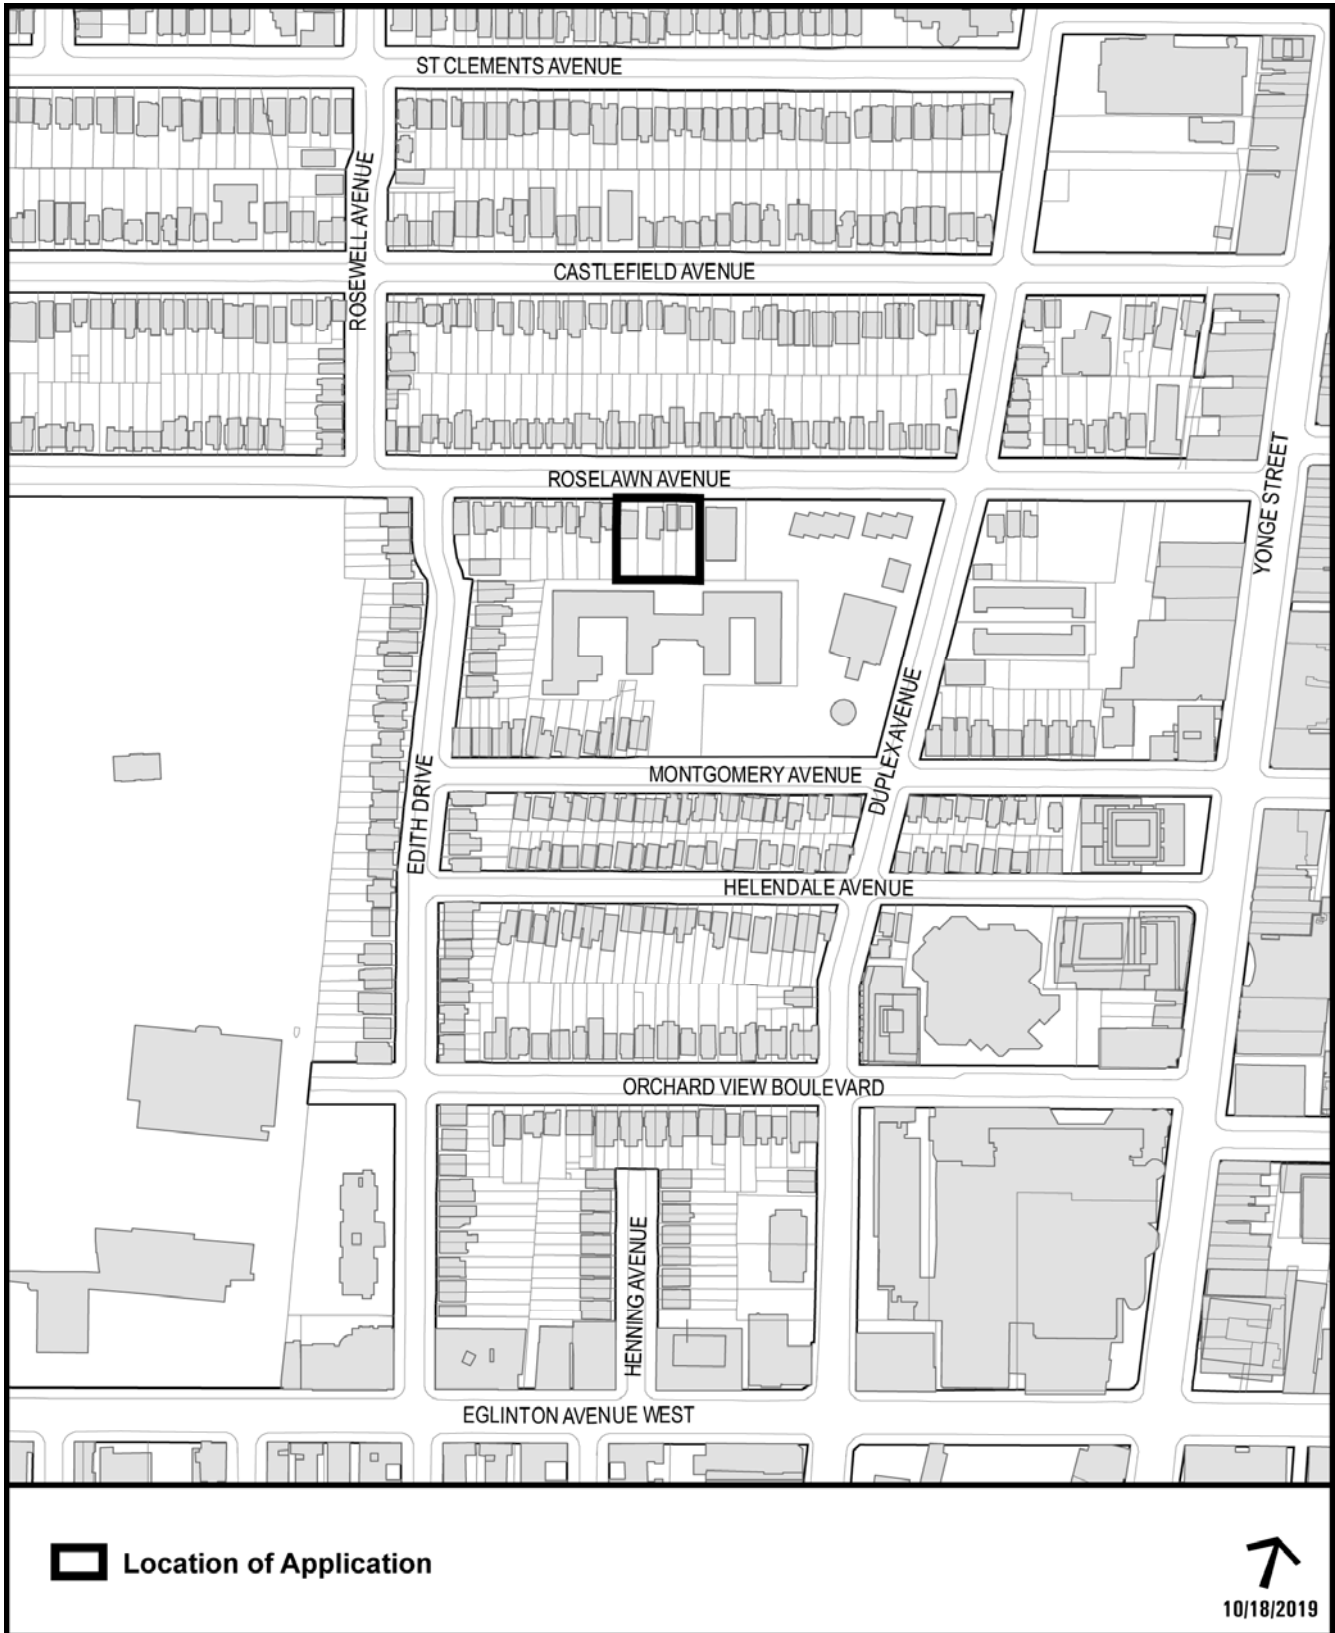 ST CLEMENTS AVENUE
ROSEWELL AVENUE
CASTLEFIELD AVENUE
ROSELAWN AVENUE
YONGE STREET
DUPLEX AVENUE
EDITH DRIVE
MONTGOMERY AVENUE
HELENDALE AVENUE
ORCHARD VIEW BOULEVARD
HENNING AVENUE
EGLINTON AVENUE WEST
Location of Application
10/18/2019